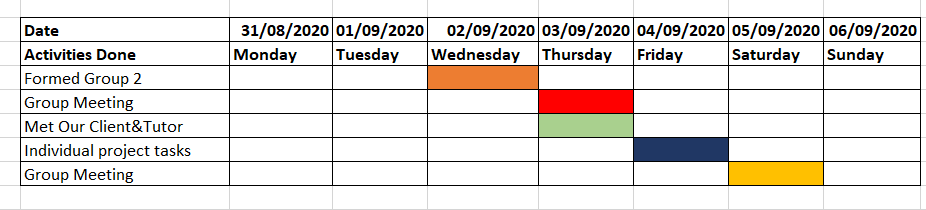 Date 31/08/2020 01/09/2020 02/09/2020 03/09/2020 04/09/2020 05/09/2020 06/09/2020
Activities Done Monday Tuesday Wednesday Thursday Friday Saturday Sunday
Formed Group 2
Group Meeting
Met Our Client&Tutor
Individual project tasks
Group Meeting